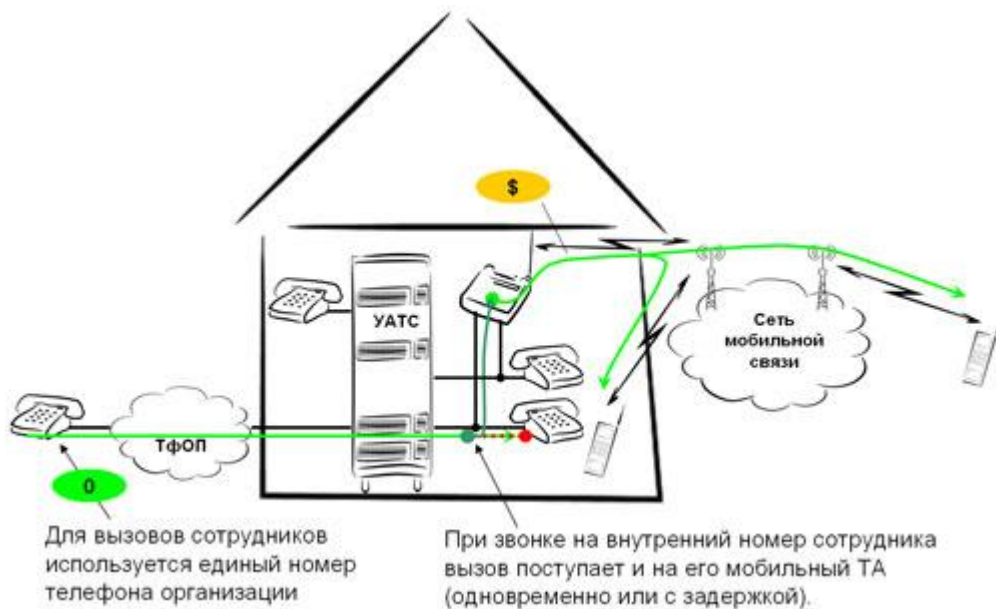 $
УАТС
Сеть
мобильной
связи
ТфОП
0
Для вызовов сотрудников
используется единый номер
телефона организации
При звонке на внутренний номер сотрудника
вызов поступает и на его мобильный ТА
(одновременно или с задержкой).